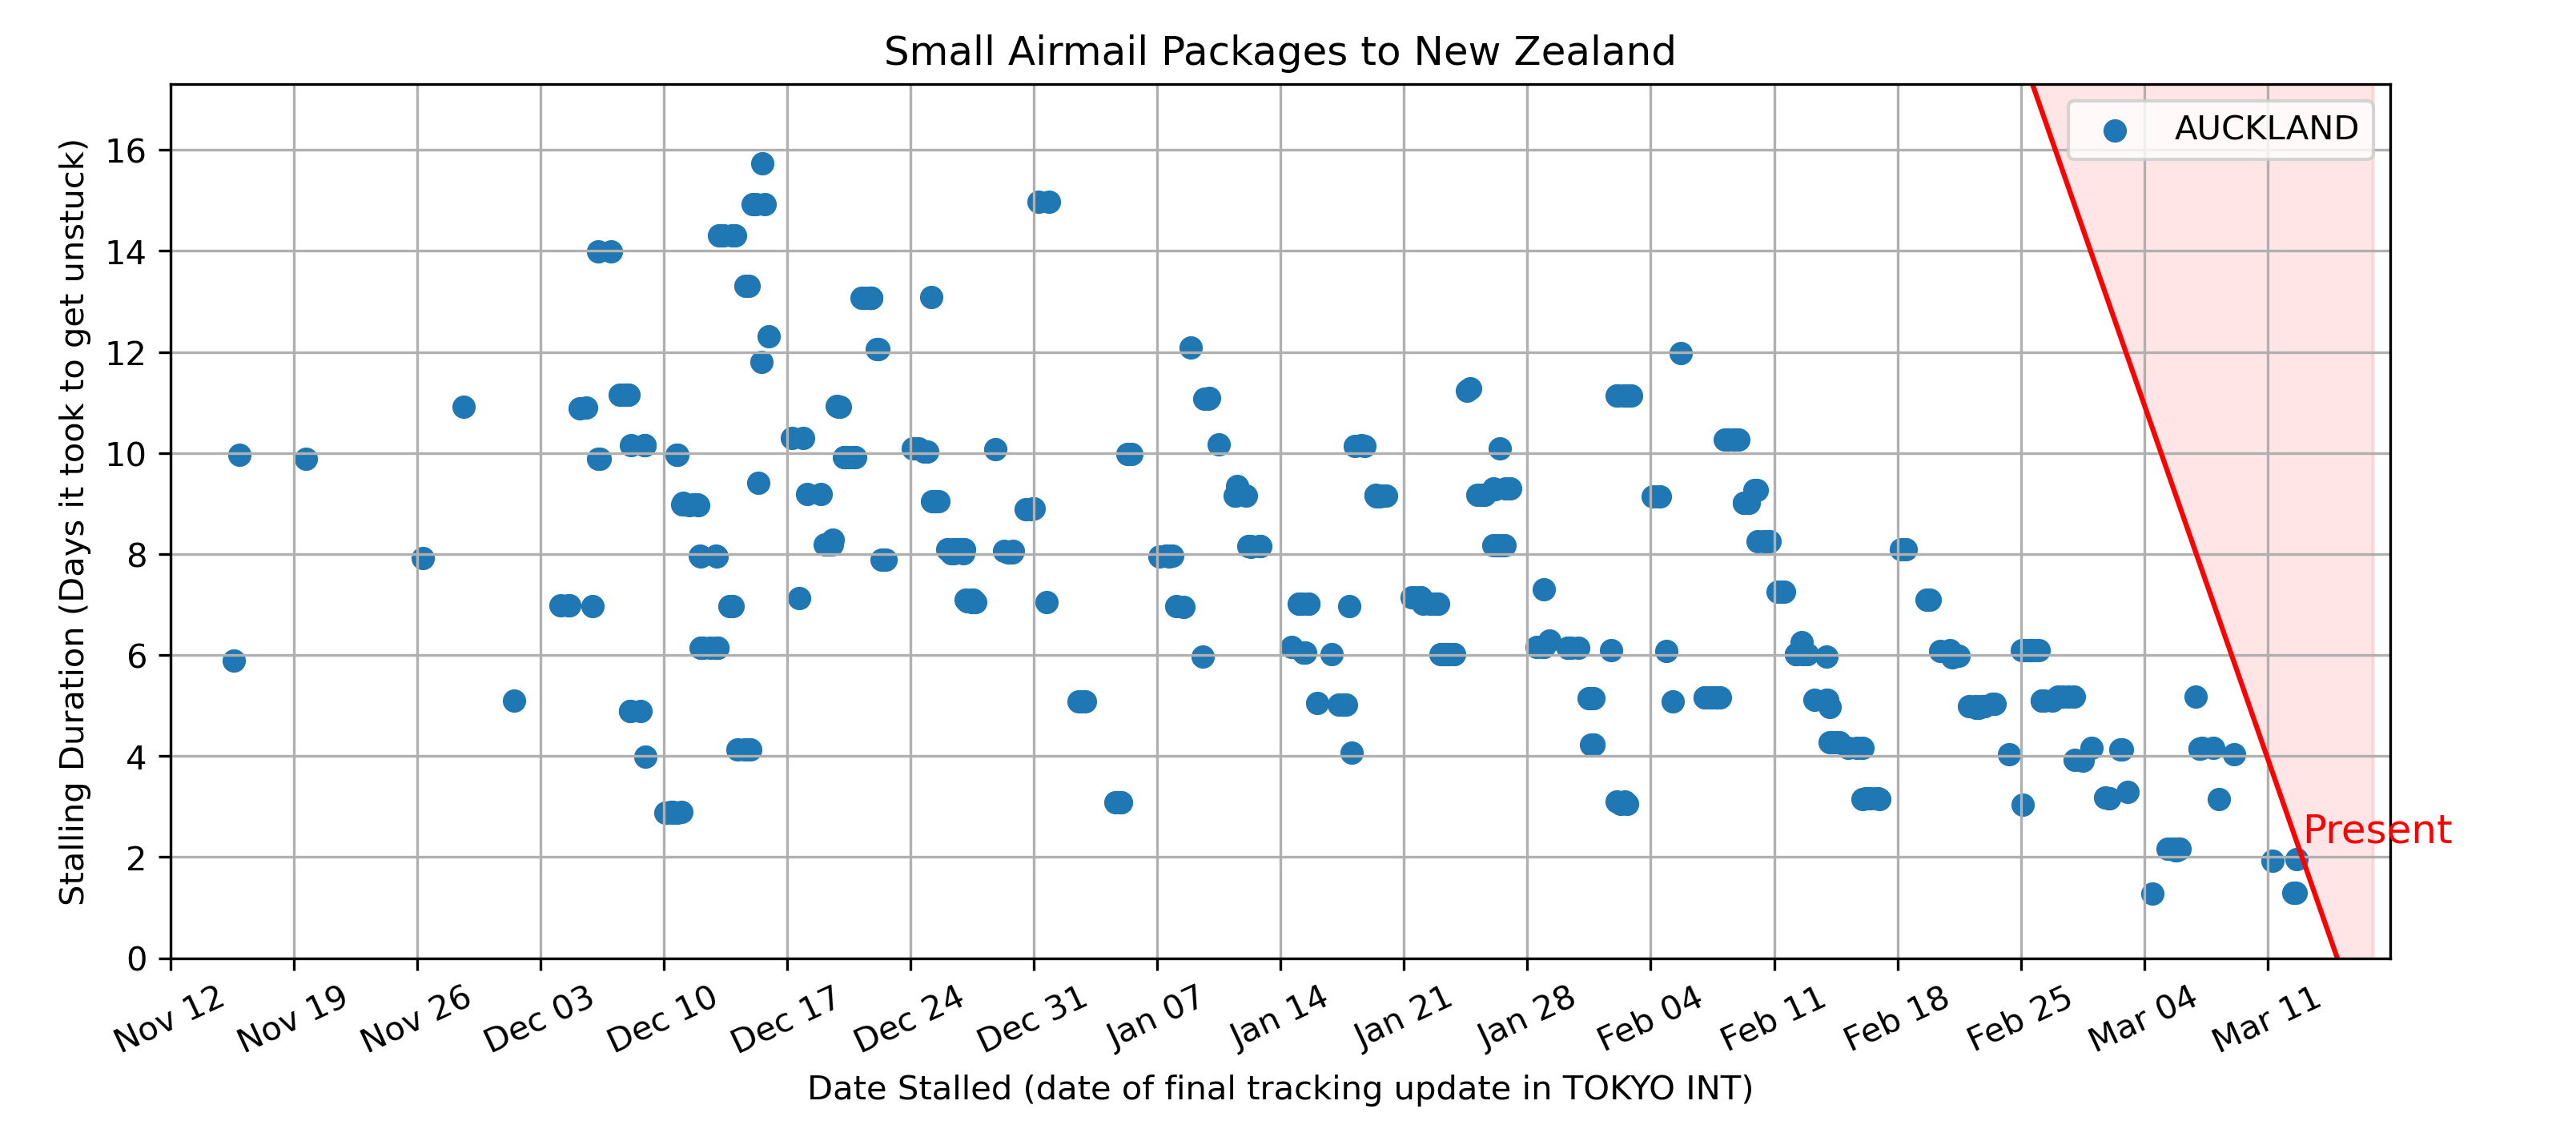 Small Airmail Packages to New Zealand
AUCKLAND
Stalling Duration (Days it took to get unstuck)
16
14
12
10
8
6
4
2
0
Present
Nov 12
Nov 19
Nov 26
Dec 03
Dec 10
Dec 17
Dec 24
Dec 31
Jan 07
Jan 14
Jan 21
Jan 28
Feb 04
Feb 11
Feb 18
Feb 25
Mar 04
Mar 11
Date Stalled (date of final tracking update in TOKYO INT)